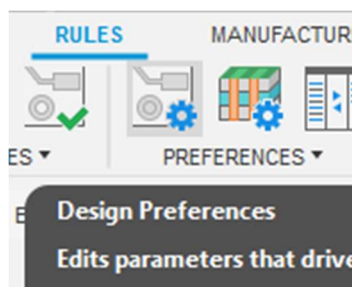 RULES MANUFACTUR
ES PREFERENCES
Design Preferences
Edits parameters that drive